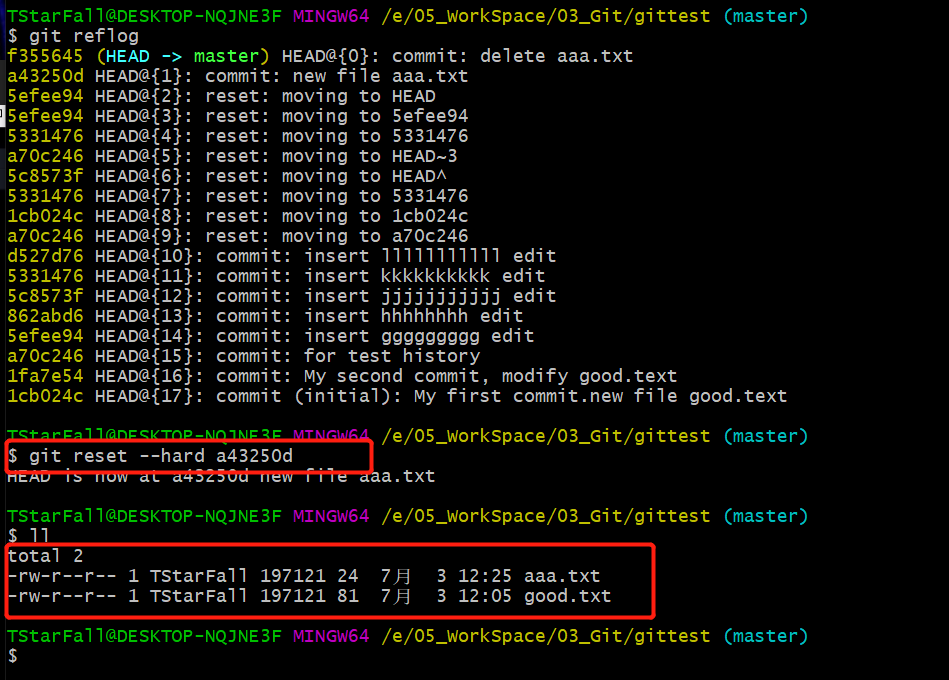 TStarFall@DESKTOP-NQJNE3F MINGW64 /e/05_WorkSpace/03_Git/gittest (master)
$ git reflog
f355645 (HEAD -> master) HEAD@{0}: commit: delete aaa.txt
a43250d HEAD@{1}: commit: new file aaa.txt
5efee94 HEAD@{2}: reset: moving to HEAD
5efee94 HEAD@{3}: reset: moving to 5efee94
5331476 HEAD@{4}: reset: moving to 5331476
a70c246 HEAD@{5}: reset: moving to HEAD~3
5c8573f HEAD@{6}: reset: moving to HEAD^
5331476 HEAD@{7}: reset: moving to 5331476
1cb024c HEAD@{8}: reset: moving to 1cb024c
a70c246 HEAD@{9}: reset: moving to a70c246
d527d76 HEAD@{10}: commit: insert lllllllllll edit
5331476 HEAD@{11}: commit: insert kkkkkkkkkk edit
5c8573f HEAD@{12}: commit: insert jjjjjjjjjjj edit
862abd6 HEAD@{13}: commit: insert hhhhhhhh edit
5efee94 HEAD@{14}: commit: insert ggggggggg edit
a70c246 HEAD@{15}: commit: for test history
1fa7e54 HEAD@{16}: commit: My second commit, modify good.text
1cb024c HEAD@{17}: commit (initial): My first commit.new file good.text
TStarFall@DESKTOP-NQJNE3F MINGW64 /e/05_WorkSpace/03_Git/gittest (master)
$ git reset --hard a43250d
HEAD is now at a43250d new file aaa.txt
TStarFall@DESKTOP-NQJNE3F MINGW64 /e/05_WorkSpace/03_Git/gittest (master)
$ ll
total 2
-rw-r--r-- 1 TStarFall 197121 24  7月  3 12:25 aaa.txt
-rw-r--r-- 1 TStarFall 197121 81  7月  3 12:05 good.txt
TStarFall@DESKTOP-NQJNE3F MINGW64 /e/05_WorkSpace/03_Git/gittest (master)
$